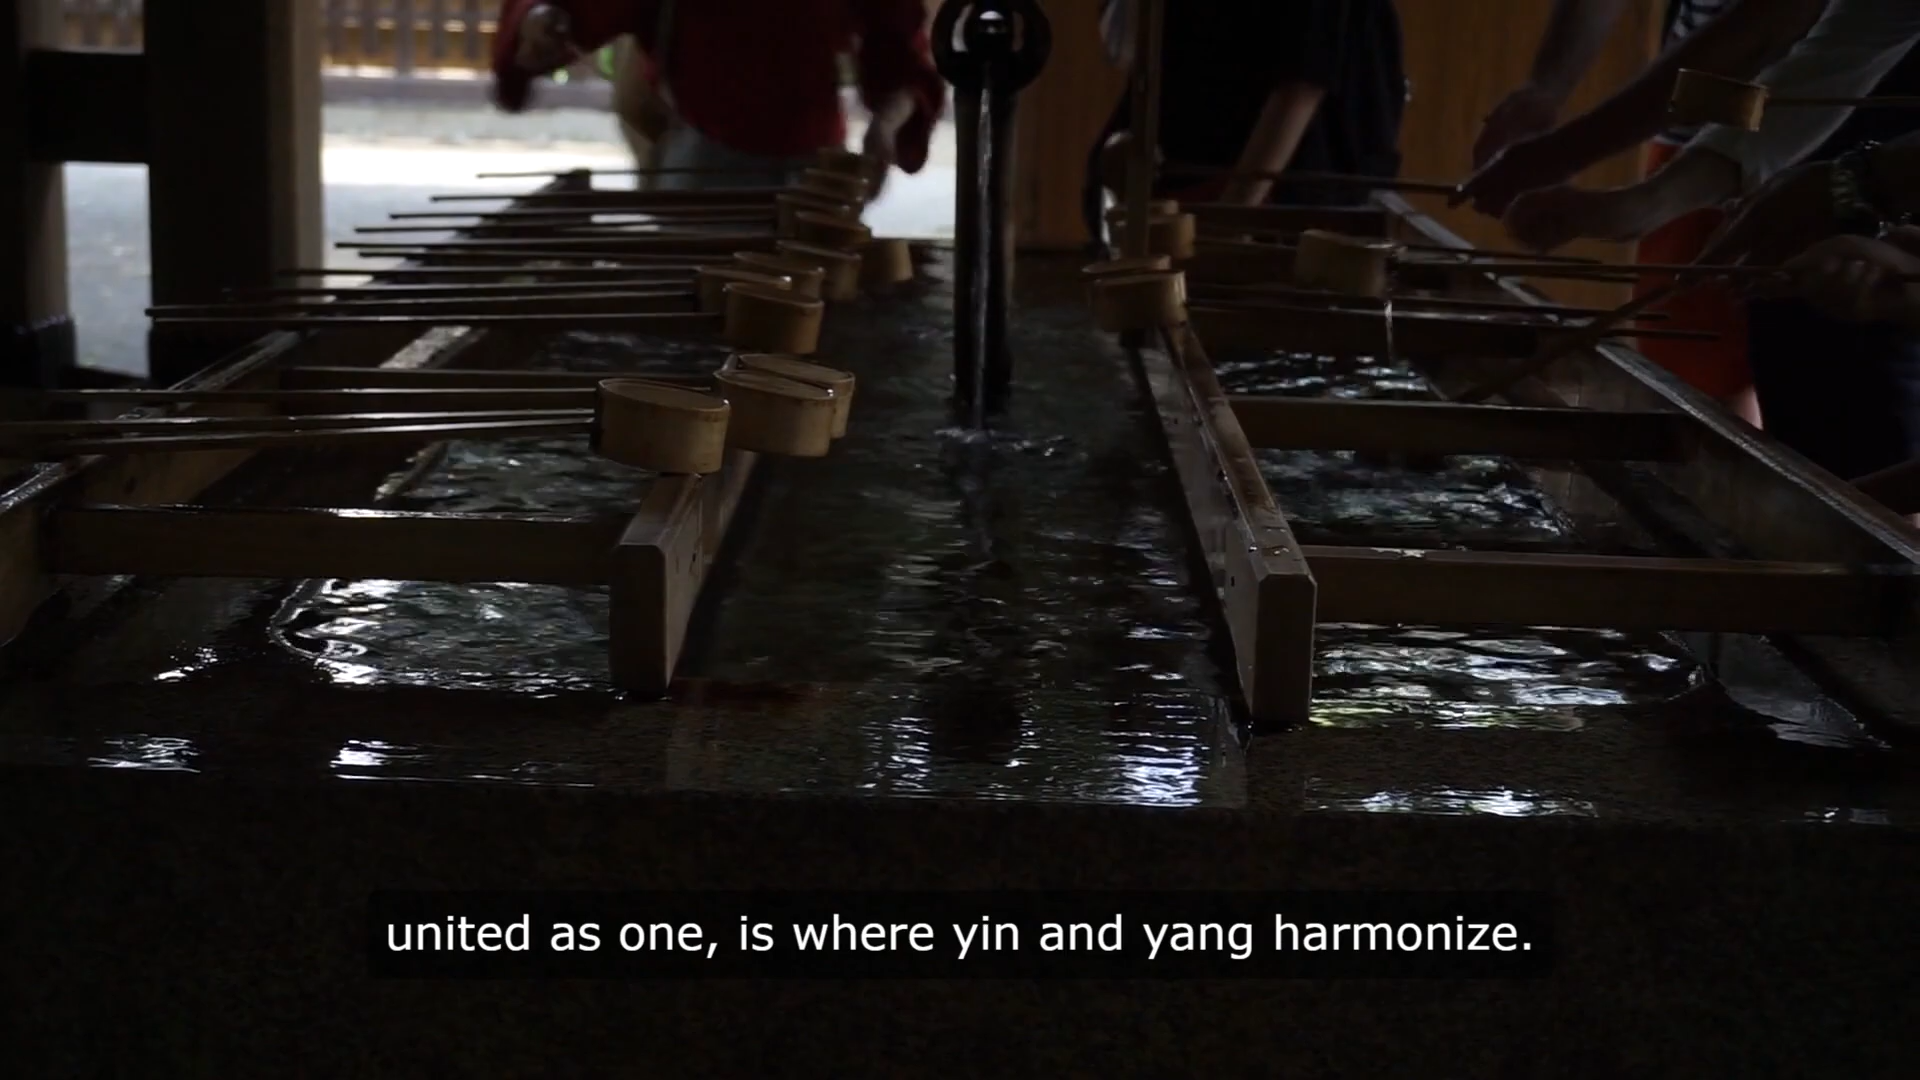 united as one, is where yin and yang harmonize.